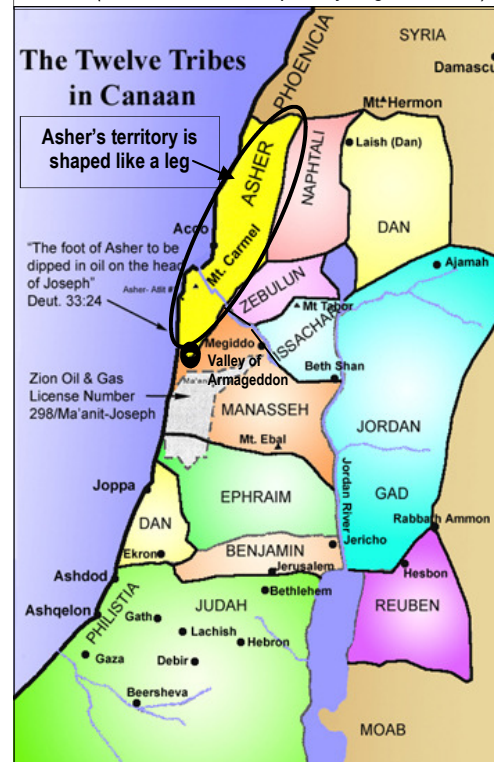 The Twelve Tribes
in Canaan
Asher's territory is
shaped like a leg
"The foot of Asher to be
dipped in oil on the head
of Joseph"
Deut. 33:24
Zion Oil & Gas
License Number
298/Ma'anit-Joseph
PHOENICIA
SYRIA
Damascu
Mt. Hermon
ASHER
NAPHTALI
Laish (Dan)
DAN
Acco
Mt. Carmel
Asher- Atlit #
ZEBULUN
Ajamah
Mt Tabor
ISSACHAR
Megiddo
Valley of
Armageddon
Beth Shan
Ma'an
MANASSEH
Mt. Ebal
JORDAN
Jordan River
Joppa
EPHRAIM
GAD
DAN
Rabbath Ammon
Ekron
BENJAMIN
Jericho
Jerusalem
Hesbon
Ashdod
Bethlehem
REUBEN
Ashqelon
PHILISTIA
JUDAH
Gath
Lachish
Hebron
Gaza
Debir
Beersheva
MOAB